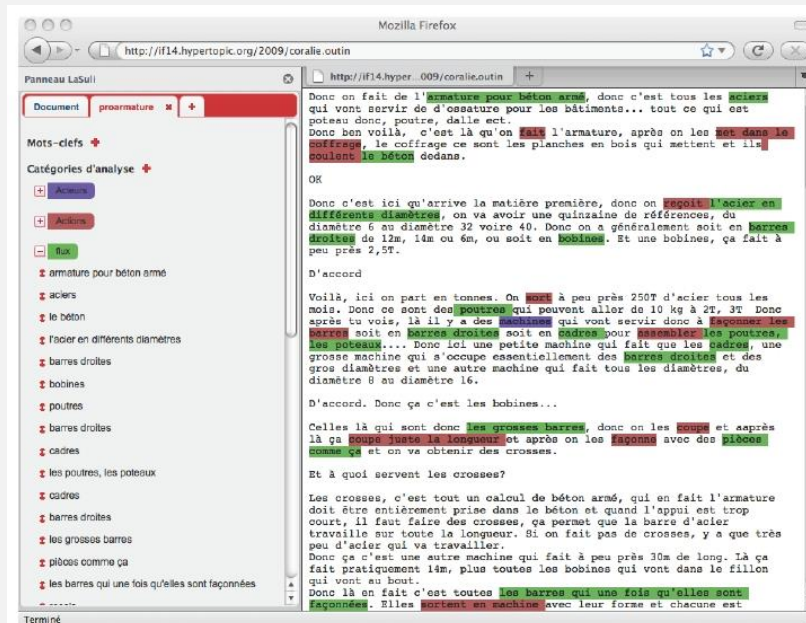 Mozilla Firefox
http://if14.hypertopic.org/2009/coralie.outin
Panneau LaSuli
http://if14.hyper...009/coralie.outin
Document
proarmature
Mots-clefs
Catégories d'analyse
Acteurs
Actions
flux
armature pour béton armé
aciers
le béton
l'acier en différents diamètres
barres droites
bobines
poutres
barres droites
cadres
les poutres, les poteaux
cadres
barres droites
les grosses barres
pièces comme ça
les barres qui une fois qu'elles sont façonnées
Donc on fait de l'armature pour béton armé, donc c'est tous les aciers
qui vont servir de d'ossature pour les bâtiments... tout ce qui est
poteau donc, poutre, dalle ect.
Donc ben voilà, c'est là qu'on fait l'armature, après on les met dans le
coffrage, le coffrage ce sont les planches en bois qui mettent et ils
coulent le béton dedans.
OK
Donc c'est ici qu'arrive la matière première, donc on reçoit l'acier en
différents diamètres, on va avoir une quinzaine de références, du
diamètre 6 au diamètre 32 voire 40. Donc on a généralement soit en barres
droites de 12m, 14m ou 6m, ou soit en bobines. Et une bobines, ça fait à
peu près 2,5T.
D'accord
Voilà, ici on part en tonnes. On sort à peu près 250T d'acier tous les
mois. Donc ce sont des poutres qui peuvent aller de 10 kg à 2T, 3T Donc
après tu vois, là il y a des machines qui vont servir donc à façonner les
barres soit en barres droites soit en cadres pour assembler les poutres,
les poteaux.... Donc ici une petite machine qui fait que les cadres, une
grosse machine qui s'occupe essentiellement des barres droites et des
gros diamètres et une autre machine qui fait tous les diamètres, du
diamètre 8 au diamètre 16.
D'accord. Donc ça c'est les bobines...
Celles là qui sont donc les grosses barres, donc on les coupe et aaprès
là ça coupe juste la longueur et après on les façonne avec des pièces
comme ça et on va obtenir des crosses.
Et à quoi servent les crosses?
Les crosses, c'est tout un calcul de béton armé, qui en fait l'armature
doit être entièrement prise dans le béton et quand l'appui est trop
court, il faut faire des crosses, ça permet que la barre d'acier
travaille sur toute la longueur. Si on fait pas de crosses, y a que très
peu d'acier qui va travailler.
Donc ça c'est une autre machine qui fait à peu près 30m de long. Là ça
fait pratiquement 14m, plus toutes les bobines qui vont dans le fillon
qui vont au bout.
Donc là en fait c'est toutes les barres qui une fois qu'elles sont
façonnées. Elles sortent en machine avec leur forme et chacune est
Terminé